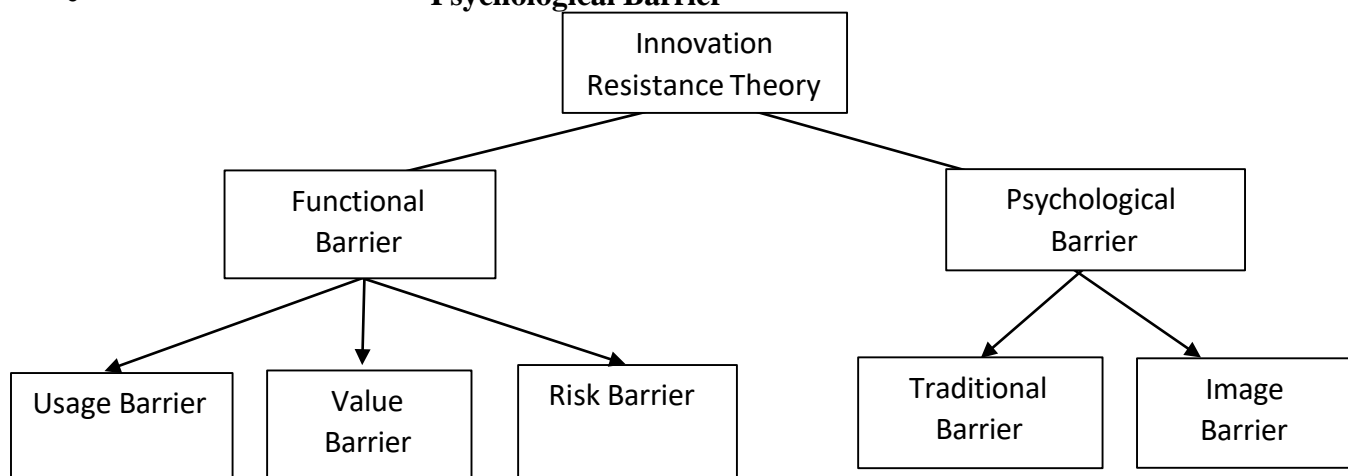 Psychological Barrier
Innovation
Resistance Theory
Functional
Barrier
Psychological
Barrier
Usage Barrier
Value
Barrier
Risk Barrier
Traditional
Barrier
Image
Barrier